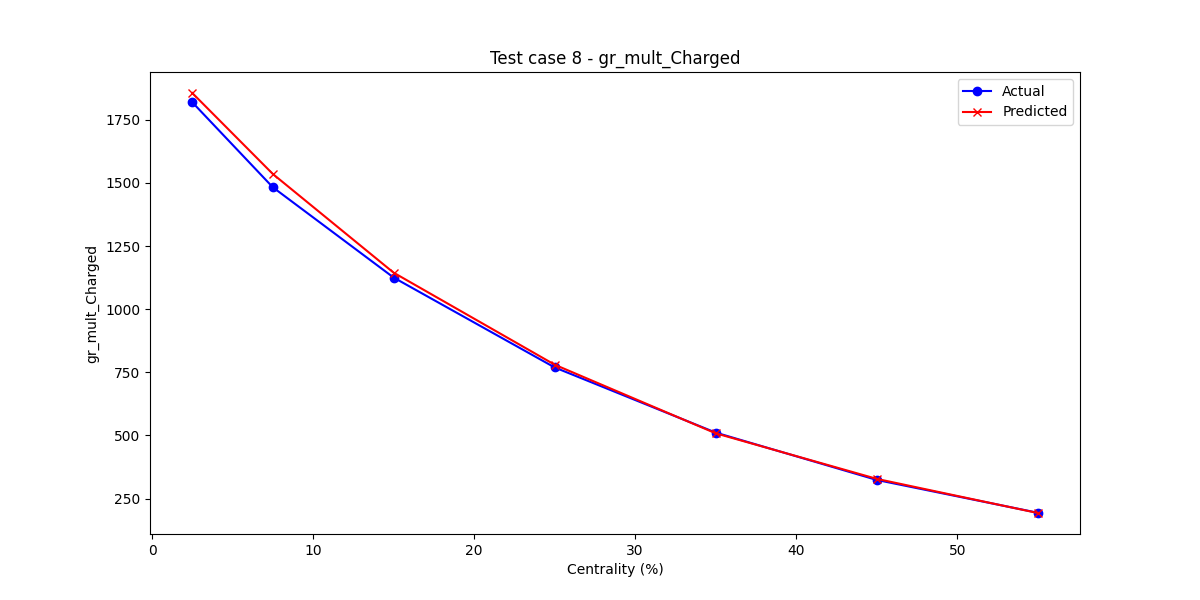 Test case 8 - gr_mult_Charged
Actual
Predicted
gr_mult_Charged
1750
1500
1250
1000
750
500
250
0 10 20 30 40 50
Centrality (%)